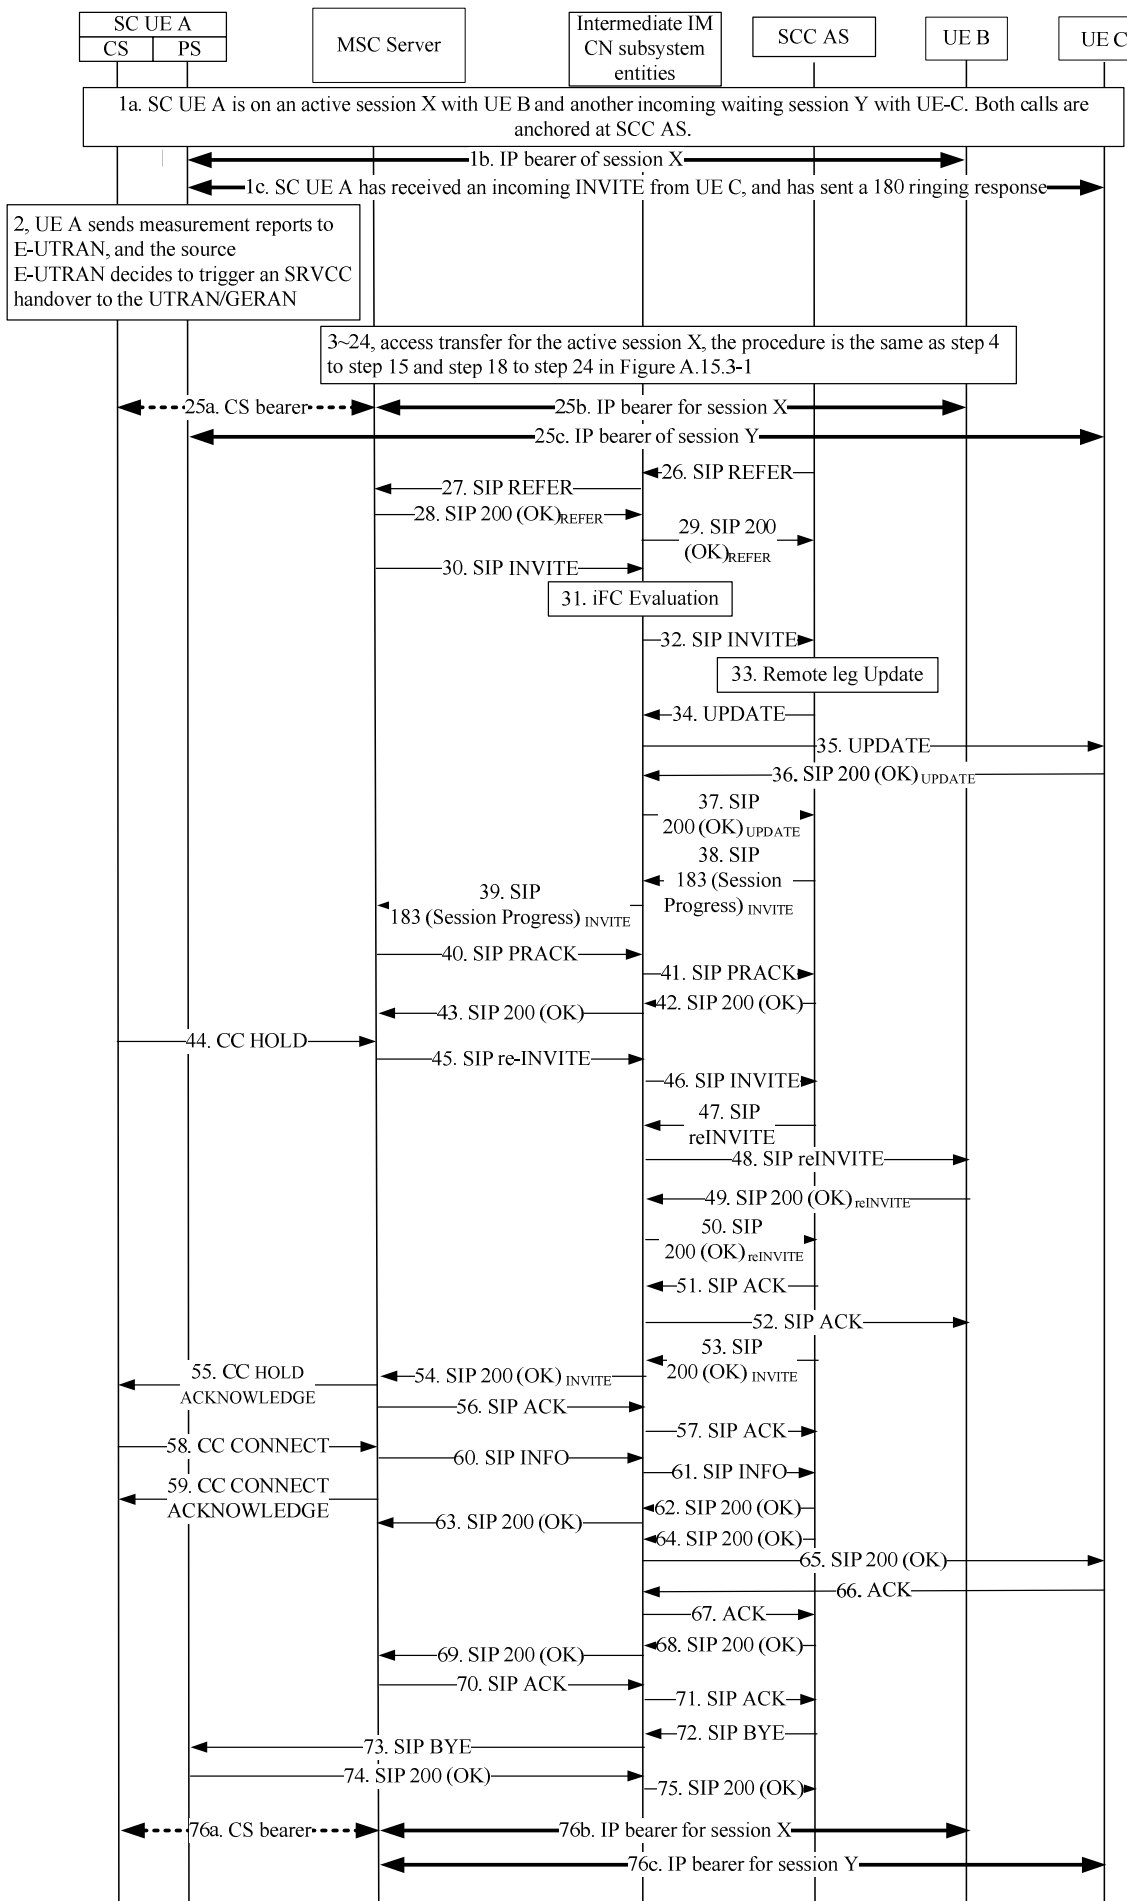 SC UE A
CS
PS
MSC Server
Intermediate IM
CN subsystem
entities
SCC AS
UE B
UE C
1a. SC UE A is on an active session X with UE B and another incoming waiting session Y with UE-C. Both calls are
anchored at SCC AS.
1b. IP bearer of session X
1c. SC UE A has received an incoming INVITE from UE C, and has sent a 180 ringing response
2, UE A sends measurement reports to
E-UTRAN, and the source
E-UTRAN decides to trigger an SRVCC
handover to the UTRAN/GERAN
3~24, access transfer for the active session X, the procedure is the same as step 4
to step 15 and step 18 to step 24 in Figure A.15.3-1
25a. CS bearer
25b. IP bearer for session X
25c. IP bearer of session Y
26. SIP REFER
27. SIP REFER
28. SIP 200 (OK)REFER
29. SIP 200
(OK)REFER
30. SIP INVITE
31. iFC Evaluation
32. SIP INVITE
33. Remote leg Update
34. UPDATE
35. UPDATE
36. SIP 200 (OK) UPDATE
37. SIP
200 (OK) UPDATE
38. SIP
183 (Session
Progress) INVITE
39. SIP
183 (Session Progress) INVITE
40. SIP PRACK
41. SIP PRACK
42. SIP 200 (OK)
43. SIP 200 (OK)
44. CC HOLD
45. SIP re-INVITE
46. SIP INVITE
47. SIP
reINVITE
48. SIP reINVITE
49. SIP 200 (OK) reINVITE
50. SIP
200 (OK) reINVITE
51. SIP ACK
52. SIP ACK
53. SIP
200 (OK) INVITE
54. SIP 200 (OK) INVITE
55. CC HOLD
ACKNOWLEDGE
56. SIP ACK
57. SIP ACK
58. CC CONNECT
60. SIP INFO
61. SIP INFO
59. CC CONNECT
ACKNOWLEDGE
62. SIP 200 (OK)
63. SIP 200 (OK)
64. SIP 200 (OK)
65. SIP 200 (OK)
66. ACK
67. ACK
68. SIP 200 (OK)
69. SIP 200 (OK)
70. SIP ACK
71. SIP ACK
72. SIP BYE
73. SIP BYE
74. SIP 200 (OK)
75. SIP 200 (OK)
76a. CS bearer
76b. IP bearer for session X
76c. IP bearer for session Y